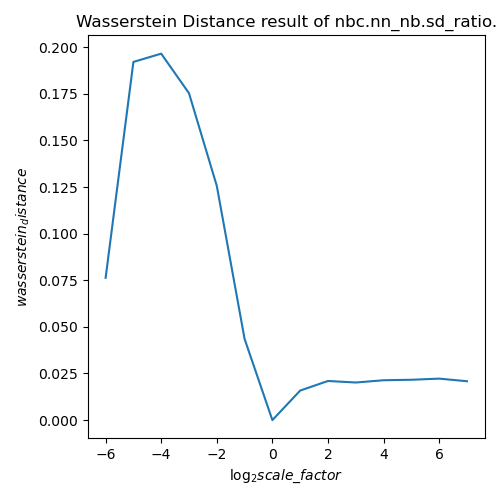 Wasserstein Distance result of nbc.nn_nb.sd_ratio.
0.200
0.175
0.150
0.125
0.100
0.075
0.050
0.025
0.000
wasserstein_distance
−6 −4 −2 0 2 4 6
log₂scale_factor